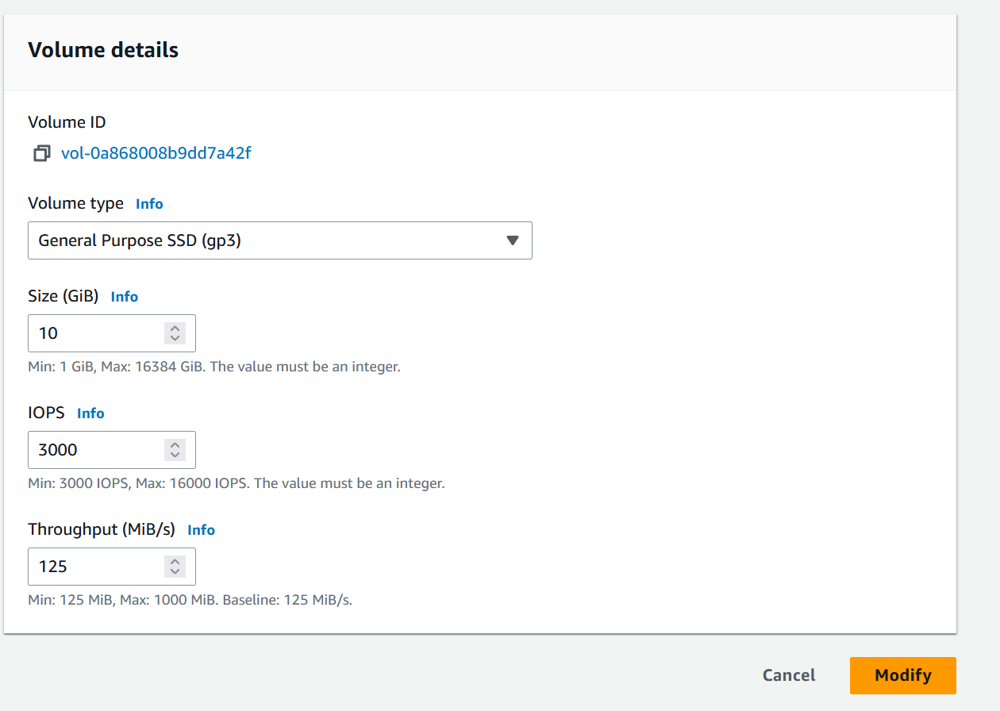 Volume details
Volume ID
vol-0a868008b9dd7a42f
Volume type Info
General Purpose SSD (gp3)
Size (GiB) Info
10
Min: 1 GiB, Max: 16384 GiB. The value must be an integer.
IOPS Info
3000
Min: 3000 IOPS, Max: 16000 IOPS. The value must be an integer.
Throughput (MiB/s) Info
125
Min: 125 MiB, Max: 1000 MiB. Baseline: 125 MiB/s.
Cancel Modify